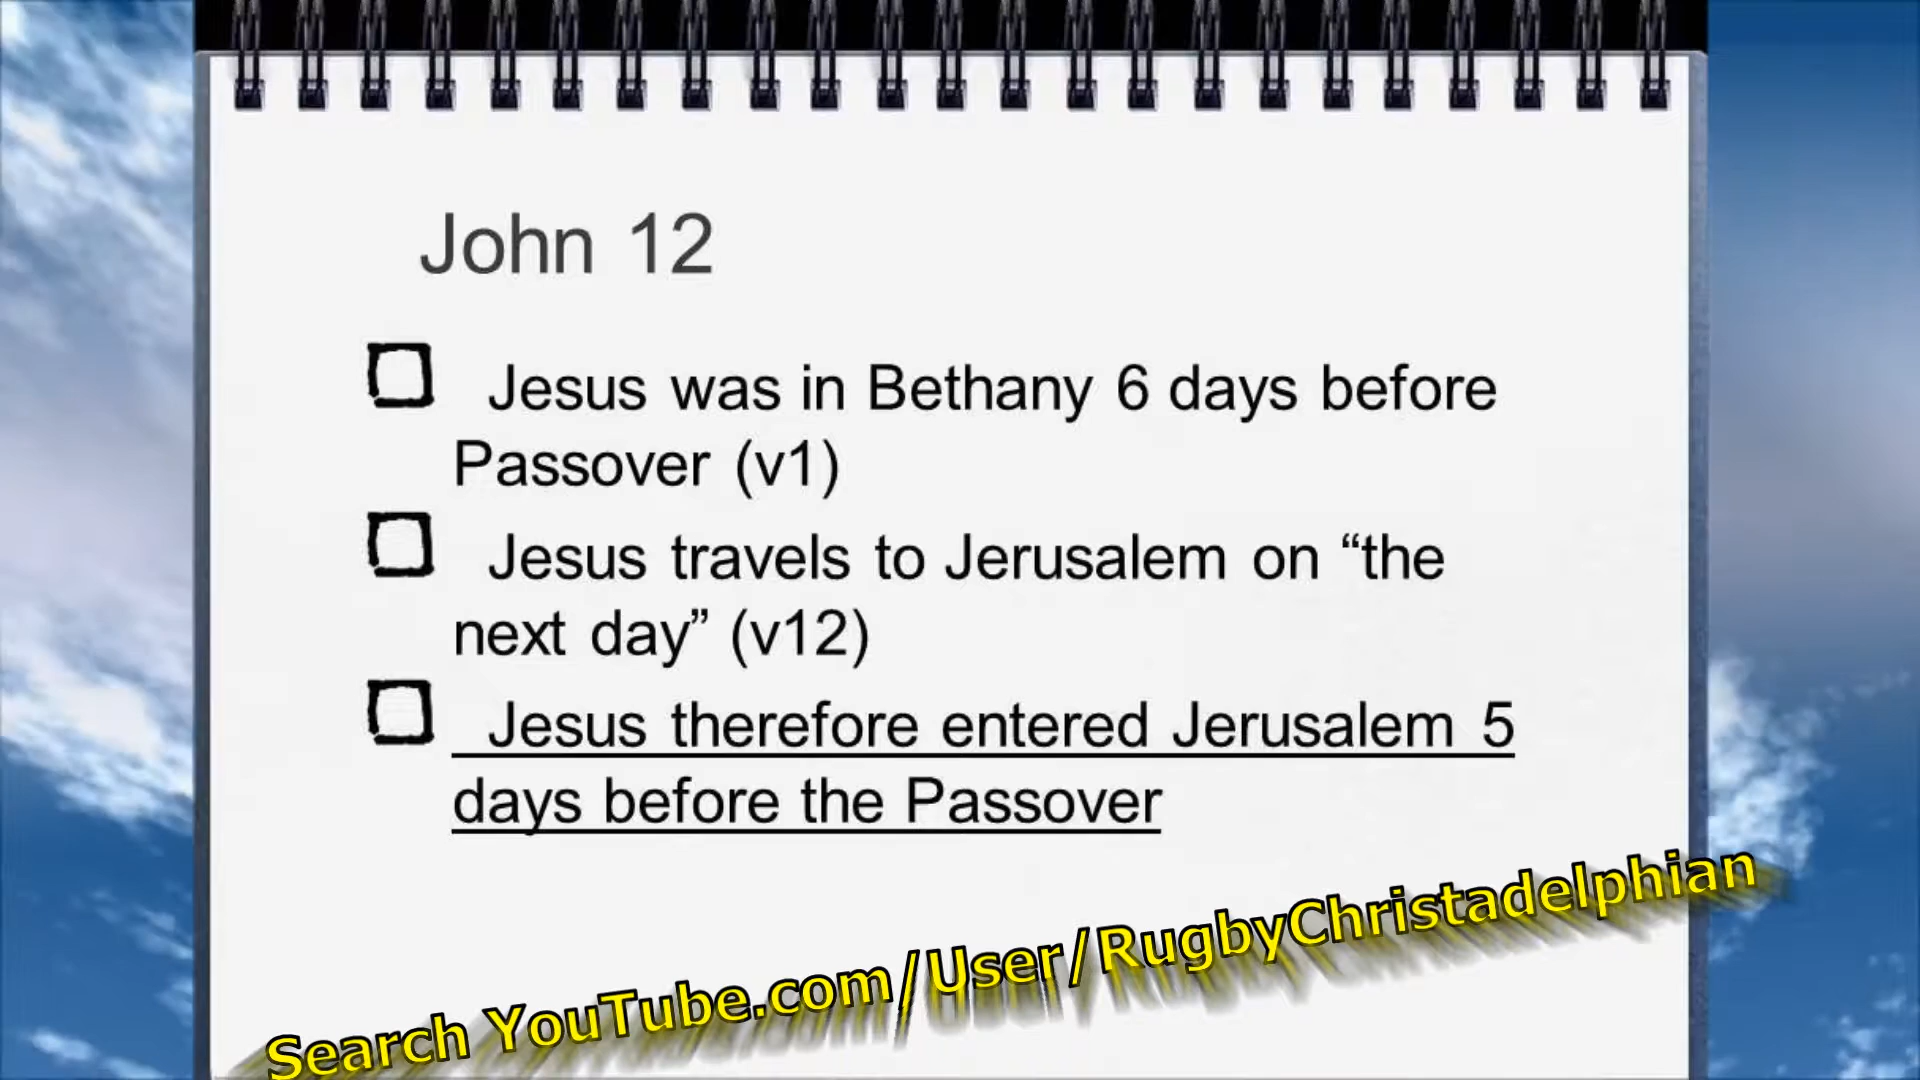 John 12
Jesus was in Bethany 6 days before
Passover (v1)
Jesus travels to Jerusalem on “the
next day” (v12)
Jesus therefore entered Jerusalem 5
days before the Passover
Search YouTube.com/User/RugbyChristadelphian